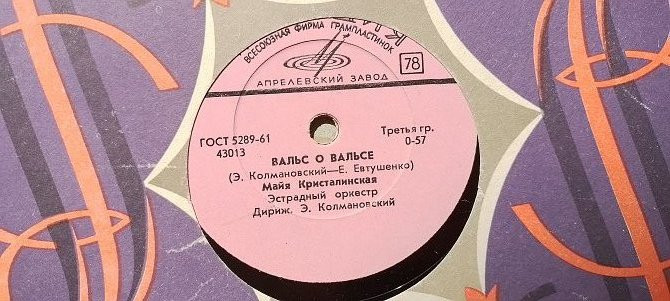 ВСЕСОЮЗНАЯ ФИРМА ГРАМПЛАСТИНОК
АПРЕЛЕВСКИЙ ЗАВОД
78
ГОСТ 5289-61
43013
Третья гр.
0-57
ВАЛЬС О ВАЛЬСЕ
(Э. Колмановский—Е. Евтушенко)
Майя Кристалинская
Эстрадный оркестр
Дириж. Э. Колмановский